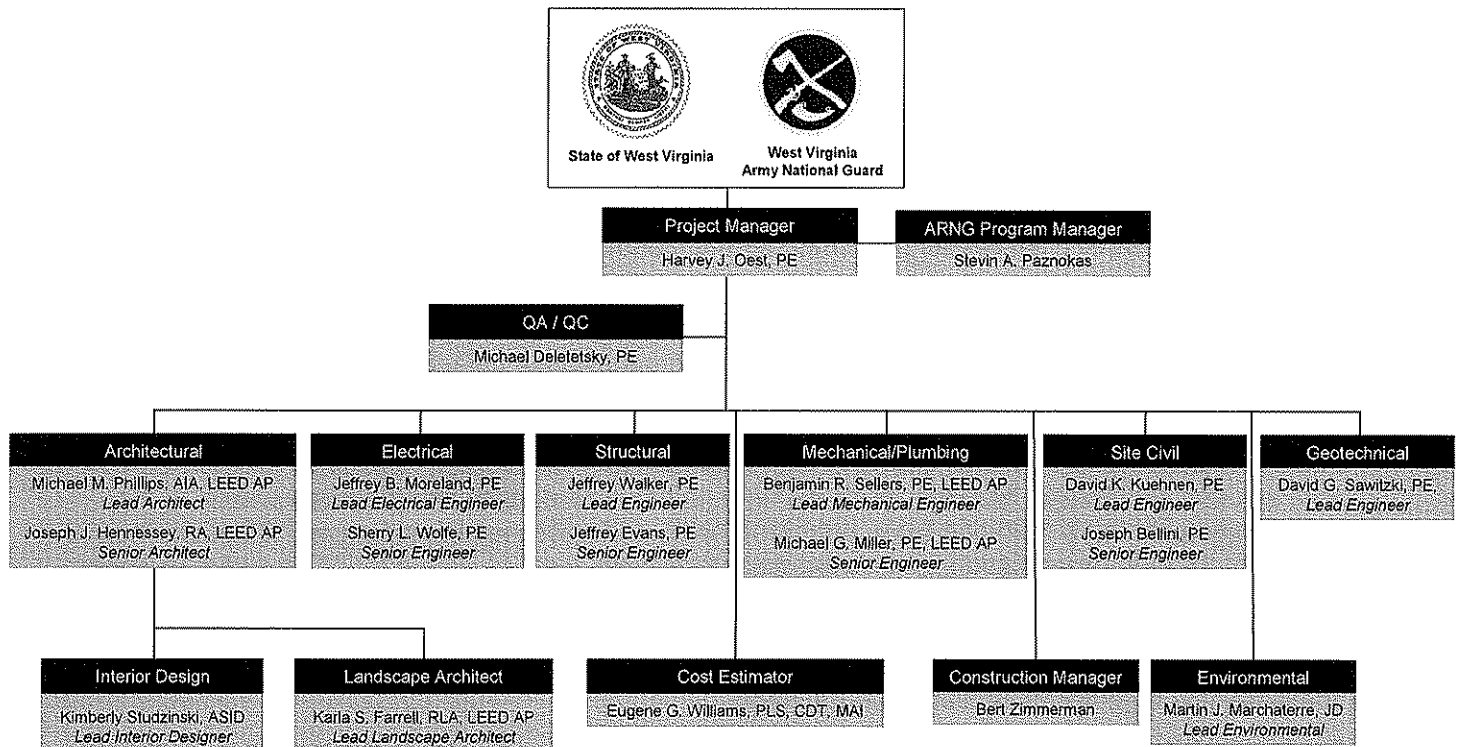 State of West Virginia
West Virginia
Army National Guard
Project Manager
Harvey J. Oest, PE
ARNG Program Manager
Stevin A. Paznokas
QA / QC
Michael Deletetsky, PE
Architectural
Michael M. Phillips, AIA, LEED AP
Lead Architect
Joseph J. Hennessey, RA, LEED AP
Senior Architect
Electrical
Jeffrey B. Moreland, PE
Lead Electrical Engineer
Sherry L. Wolfe, PE
Senior Engineer
Structural
Jeffrey Walker, PE
Lead Engineer
Jeffrey Evans, PE
Senior Engineer
Mechanical/Plumbing
Benjamin R. Sellers, PE, LEED AP
Lead Mechanical Engineer
Michael G. Miller, PE, LEED AP
Senior Engineer
Site Civil
David K. Kuehnen, PE
Lead Engineer
Joseph Bellini, PE
Senior Engineer
Geotechnical
David G. Sawitzki, PE,
Lead Engineer
Interior Design
Kimberly Studzinski, ASID
Lead Interior Designer
Landscape Architect
Karla S. Farrell, RLA, LEED AP
Lead Landscape Architect
Cost Estimator
Eugene G. Williams, PLS, CDT, MAI
Construction Manager
Bert Zimmerman
Environmental
Martin J. Marchaterre, JD
Lead Environmental